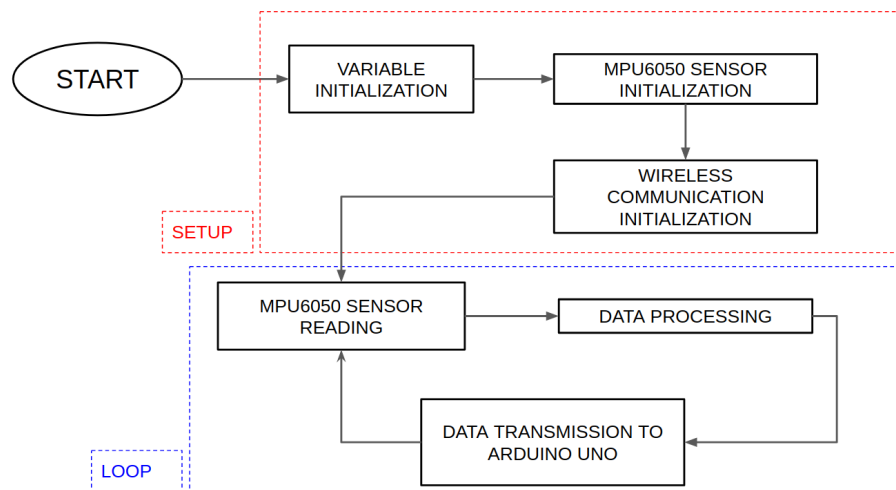 START
VARIABLE
INITIALIZATION
MPU6050 SENSOR
INITIALIZATION
WIRELESS
COMMUNICATION
INITIALIZATION
SETUP
MPU6050 SENSOR
READING
DATA PROCESSING
DATA TRANSMISSION TO
ARDUINO UNO
LOOP